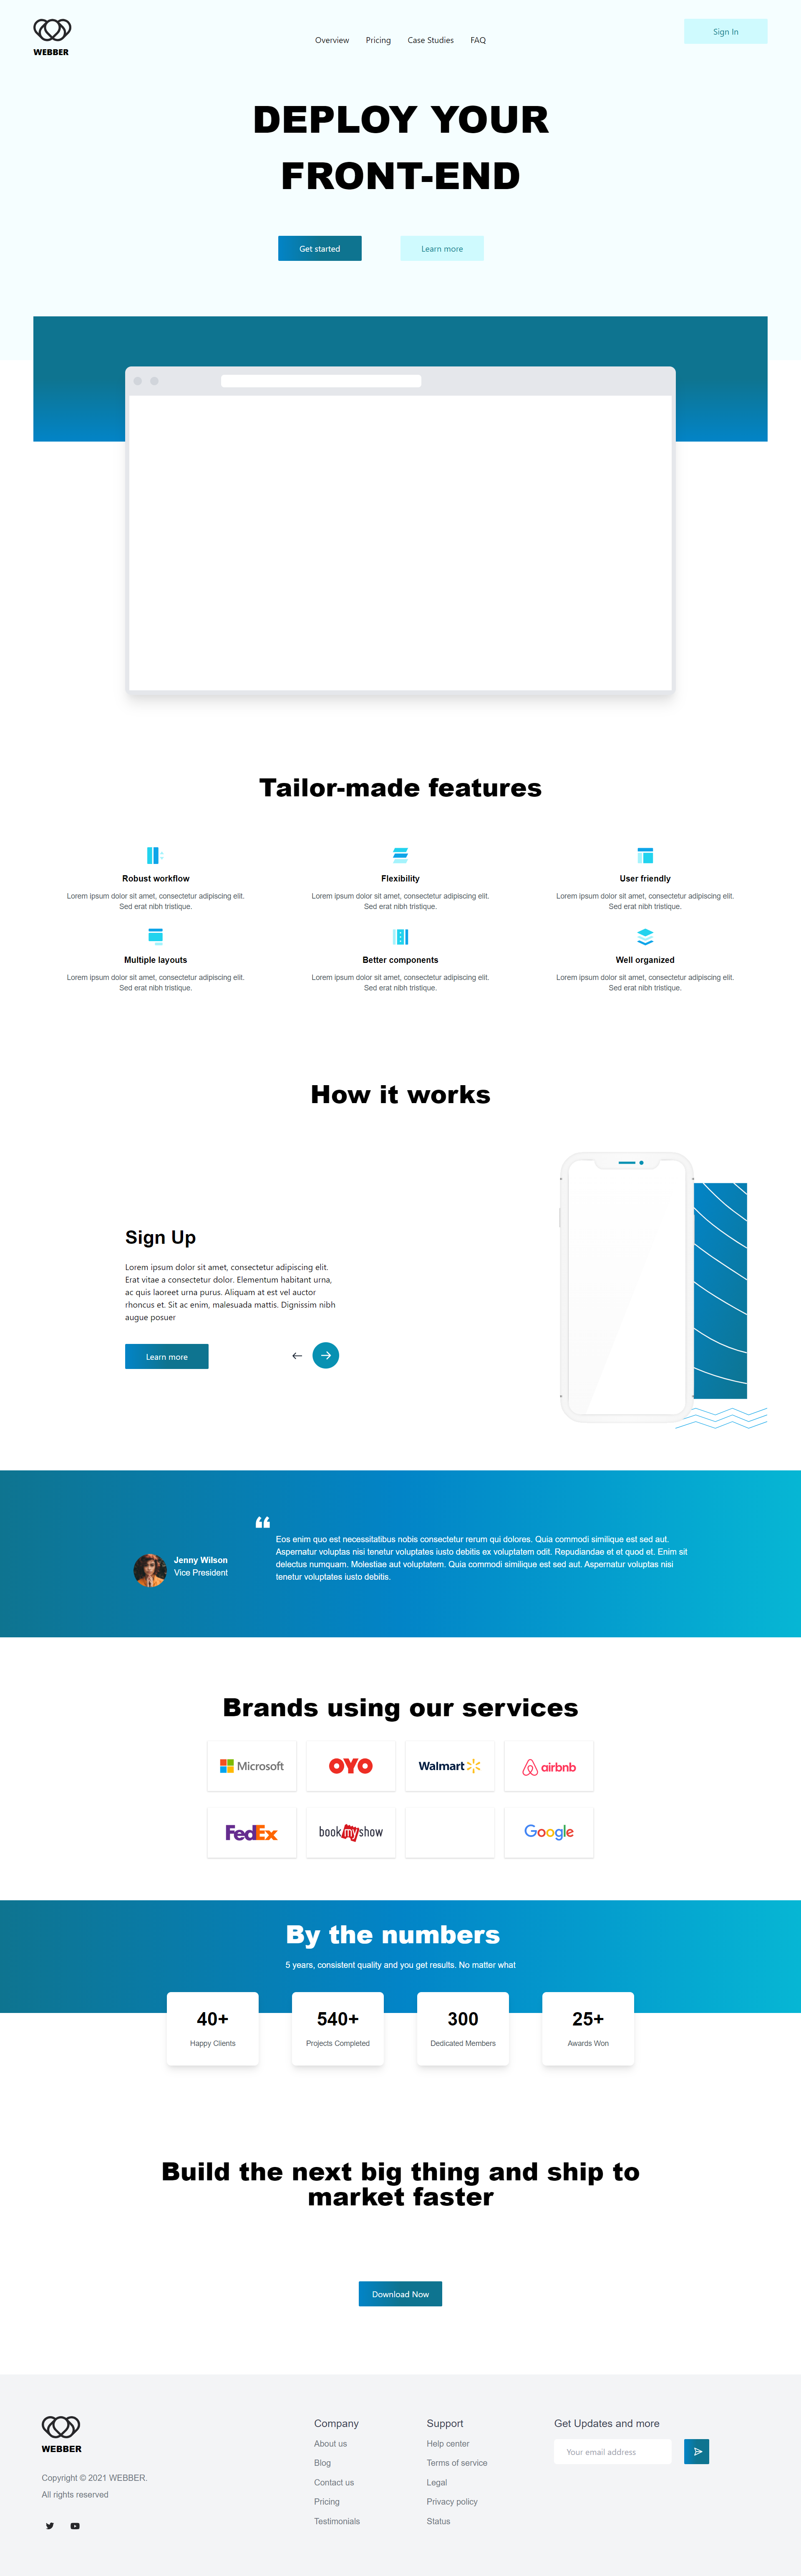 WEBBER
Overview Pricing Case Studies FAQ
Sign In
DEPLOY YOUR
FRONT-END
Get started Learn more
Tailor-made features
Robust workflow
Lorem ipsum dolor sit amet, consectetur adipiscing elit.
Sed erat nibh tristique.
Flexibility
Lorem ipsum dolor sit amet, consectetur adipiscing elit.
Sed erat nibh tristique.
User friendly
Lorem ipsum dolor sit amet, consectetur adipiscing elit.
Sed erat nibh tristique.
Multiple layouts
Lorem ipsum dolor sit amet, consectetur adipiscing elit.
Sed erat nibh tristique.
Better components
Lorem ipsum dolor sit amet, consectetur adipiscing elit.
Sed erat nibh tristique.
Well organized
Lorem ipsum dolor sit amet, consectetur adipiscing elit.
Sed erat nibh tristique.
How it works
Sign Up
Lorem ipsum dolor sit amet, consectetur adipiscing elit.
Erat vitae a consectetur dolor. Elementum habitant urna,
ac quis laoreet urna purus. Aliquam at est vel auctor
rhoncus et. Sit ac enim, malesuada mattis. Dignissim nibh
augue posuer
Learn more
Jenny Wilson
Vice President
“
Eos enim quo est necessitatibus nobis consectetur rerum qui dolores. Quia commodi similique est sed aut.
Aspernatur voluptas nisi tenetur voluptates iusto debitis ex voluptatem odit. Repudiandae et et quod et. Enim sit
delectus numquam. Molestiae aut voluptatem. Quia commodi similique est sed aut. Aspernatur voluptas nisi
tenetur voluptates iusto debitis.
Brands using our services
Microsoft
OYO
Walmart
airbnb
FedEx
bookmyshow
Google
By the numbers
5 years, consistent quality and you get results. No matter what
40+
Happy Clients
540+
Projects Completed
300
Dedicated Members
25+
Awards Won
Build the next big thing and ship to
market faster
Download Now
WEBBER
Copyright © 2021 WEBBER.
All rights reserved
Company
About us
Blog
Contact us
Pricing
Testimonials
Support
Help center
Terms of service
Legal
Privacy policy
Status
Get Updates and more
Your email address